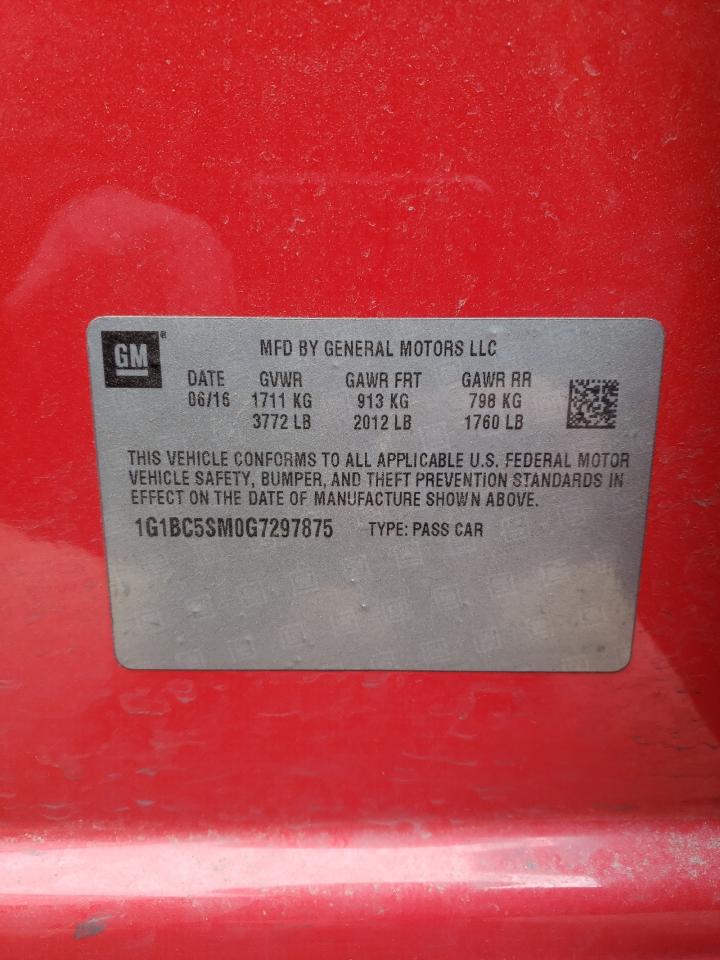 GM®
MFD BY GENERAL MOTORS LLC
DATE GVWR GAWR FRT GAWR RR
06/16 1711 KG 913 KG 798 KG
3772 LB 2012 LB 1760 LB
THIS VEHICLE CONFORMS TO ALL APPLICABLE U.S. FEDERAL MOTOR
VEHICLE SAFETY, BUMPER, AND THEFT PREVENTION STANDARDS IN
EFFECT ON THE DATE OF MANUFACTURE SHOWN ABOVE.
1G1BC5SM0G7297875 TYPE: PASS CAR